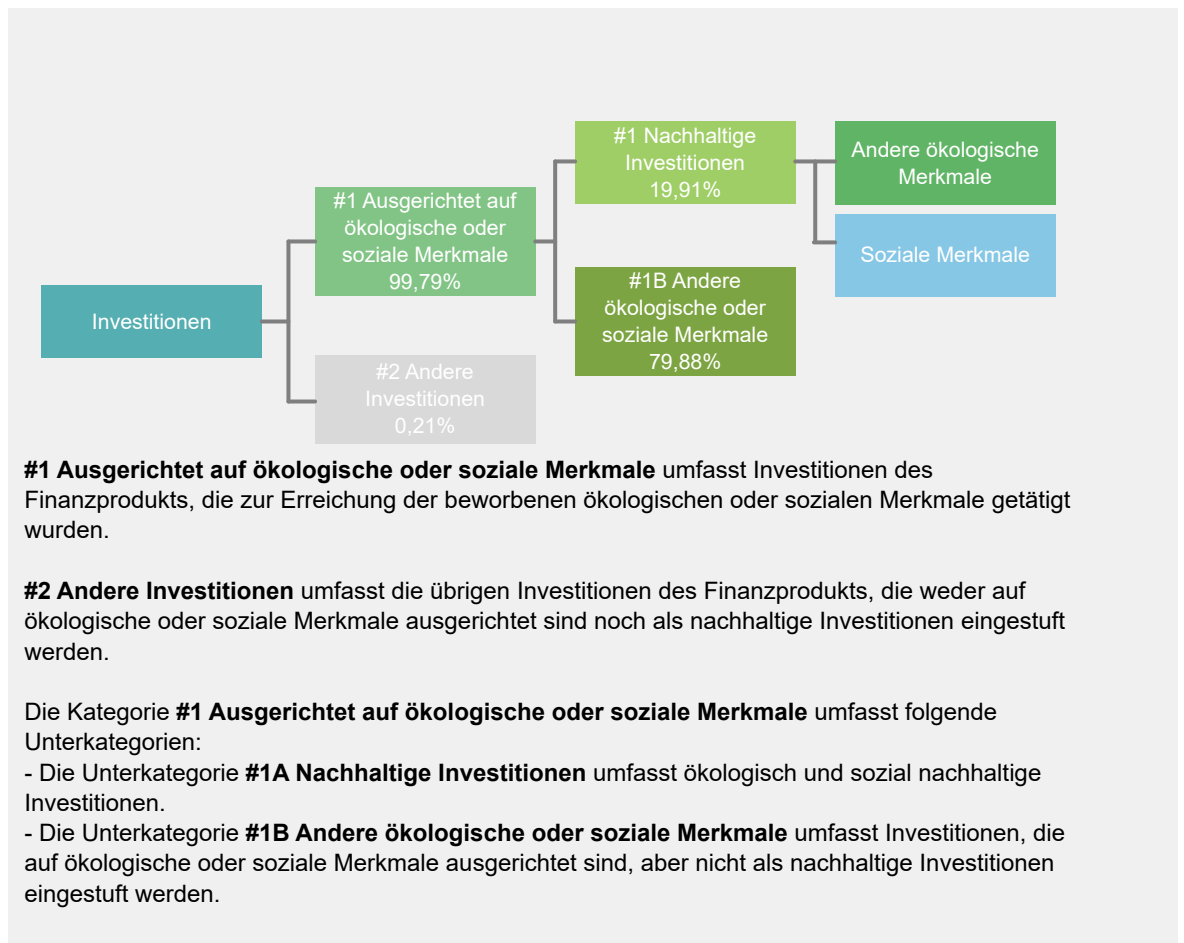 Investitionen
#1 Ausgerichtet auf
ökologische oder
soziale Merkmale
99,79%
#2 Andere
Investitionen
0,21%
#1 Nachhaltige
Investitionen
19,91%
#1B Andere
ökologische oder
soziale Merkmale
79,88%
Andere ökologische
Merkmale
Soziale Merkmale
#1 Ausgerichtet auf ökologische oder soziale Merkmale umfasst Investitionen des
Finanzprodukts, die zur Erreichung der beworbenen ökologischen oder sozialen Merkmale getätigt
wurden.
#2 Andere Investitionen umfasst die übrigen Investitionen des Finanzprodukts, die weder auf
ökologische oder soziale Merkmale ausgerichtet sind noch als nachhaltige Investitionen eingestuft
werden.
Die Kategorie #1 Ausgerichtet auf ökologische oder soziale Merkmale umfasst folgende
Unterkategorien:
- Die Unterkategorie #1A Nachhaltige Investitionen umfasst ökologisch und sozial nachhaltige
Investitionen.
- Die Unterkategorie #1B Andere ökologische oder soziale Merkmale umfasst Investitionen, die
auf ökologische oder soziale Merkmale ausgerichtet sind, aber nicht als nachhaltige Investitionen
eingestuft werden.